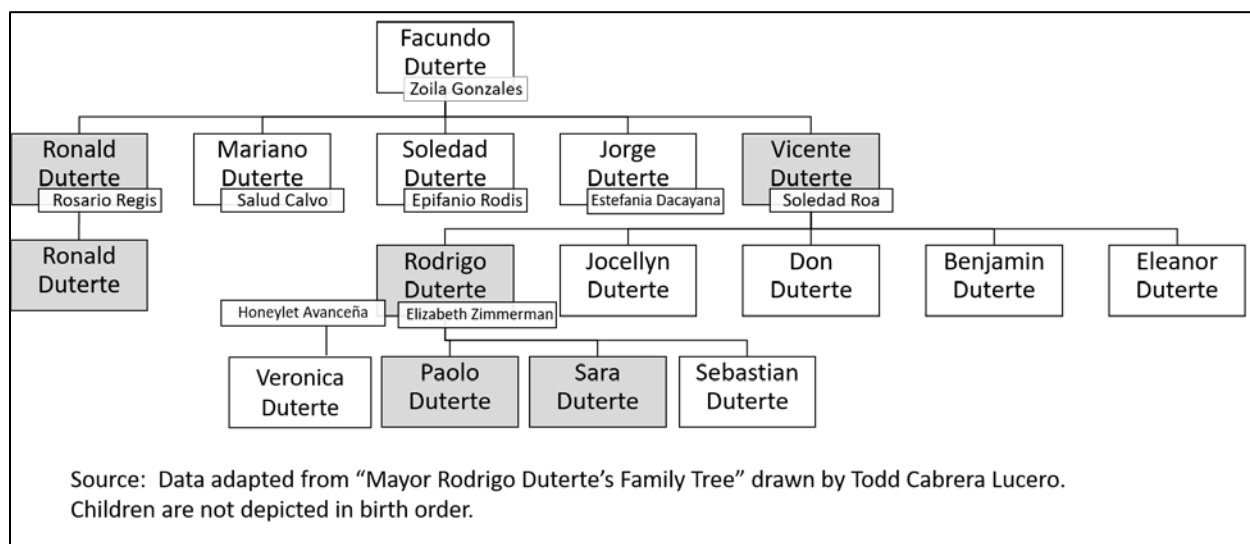 Facundo
Duterte
Zoila Gonzales
Ronald
Duterte
Rosario Regis
Mariano
Duterte
Salud Calvo
Soledad
Duterte
Epifanio Rodis
Jorge
Duterte
Estefania Dacayana
Vicente
Duterte
Soledad Roa
Ronald
Duterte
Rodrigo
Duterte
Honeylet Avanceña
Elizabeth Zimmerman
Jocellyn
Duterte
Don
Duterte
Benjamin
Duterte
Eleanor
Duterte
Veronica
Duterte
Paolo
Duterte
Sara
Duterte
Sebastian
Duterte
Source: Data adapted from “Mayor Rodrigo Duterte’s Family Tree” drawn by Todd Cabrera Lucero.
Children are not depicted in birth order.